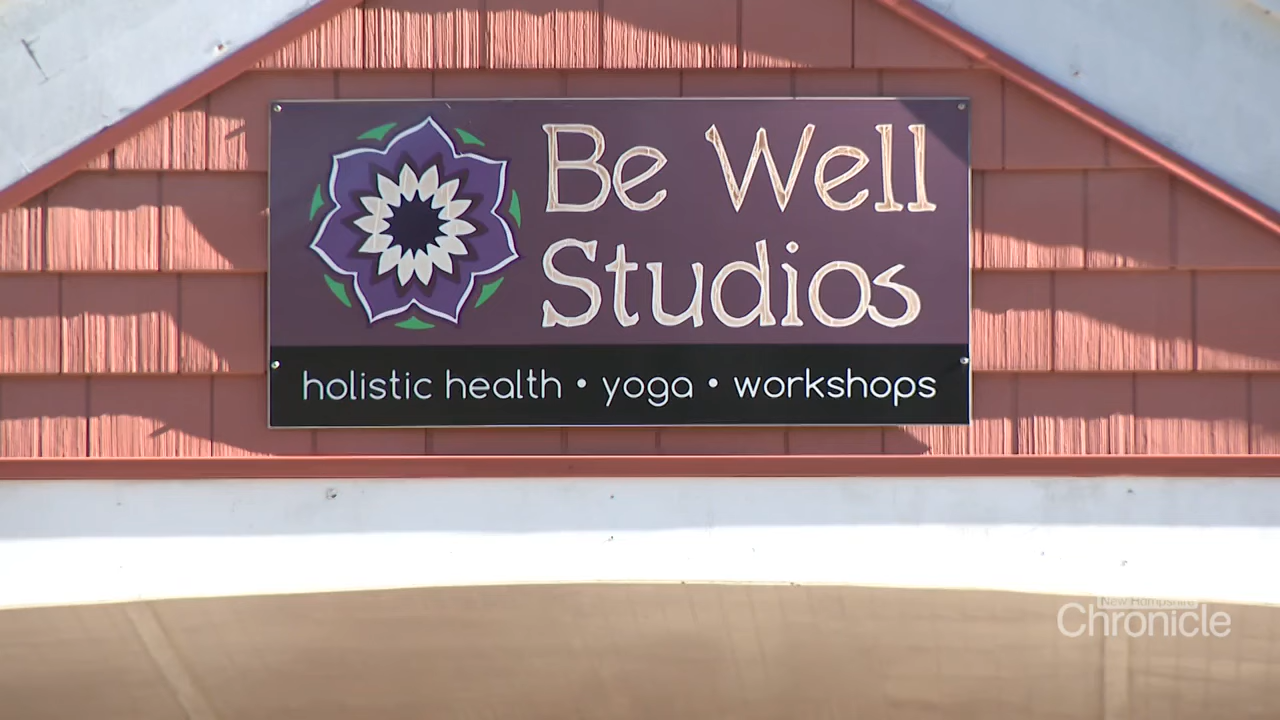 Be Well
Studios
holistic health • yoga • workshops
New Hampshire
Chronicle